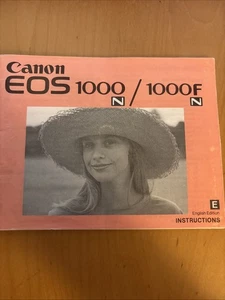 Canon
EOS 1000 N / 1000F N
E
English Edition
INSTRUCTIONS